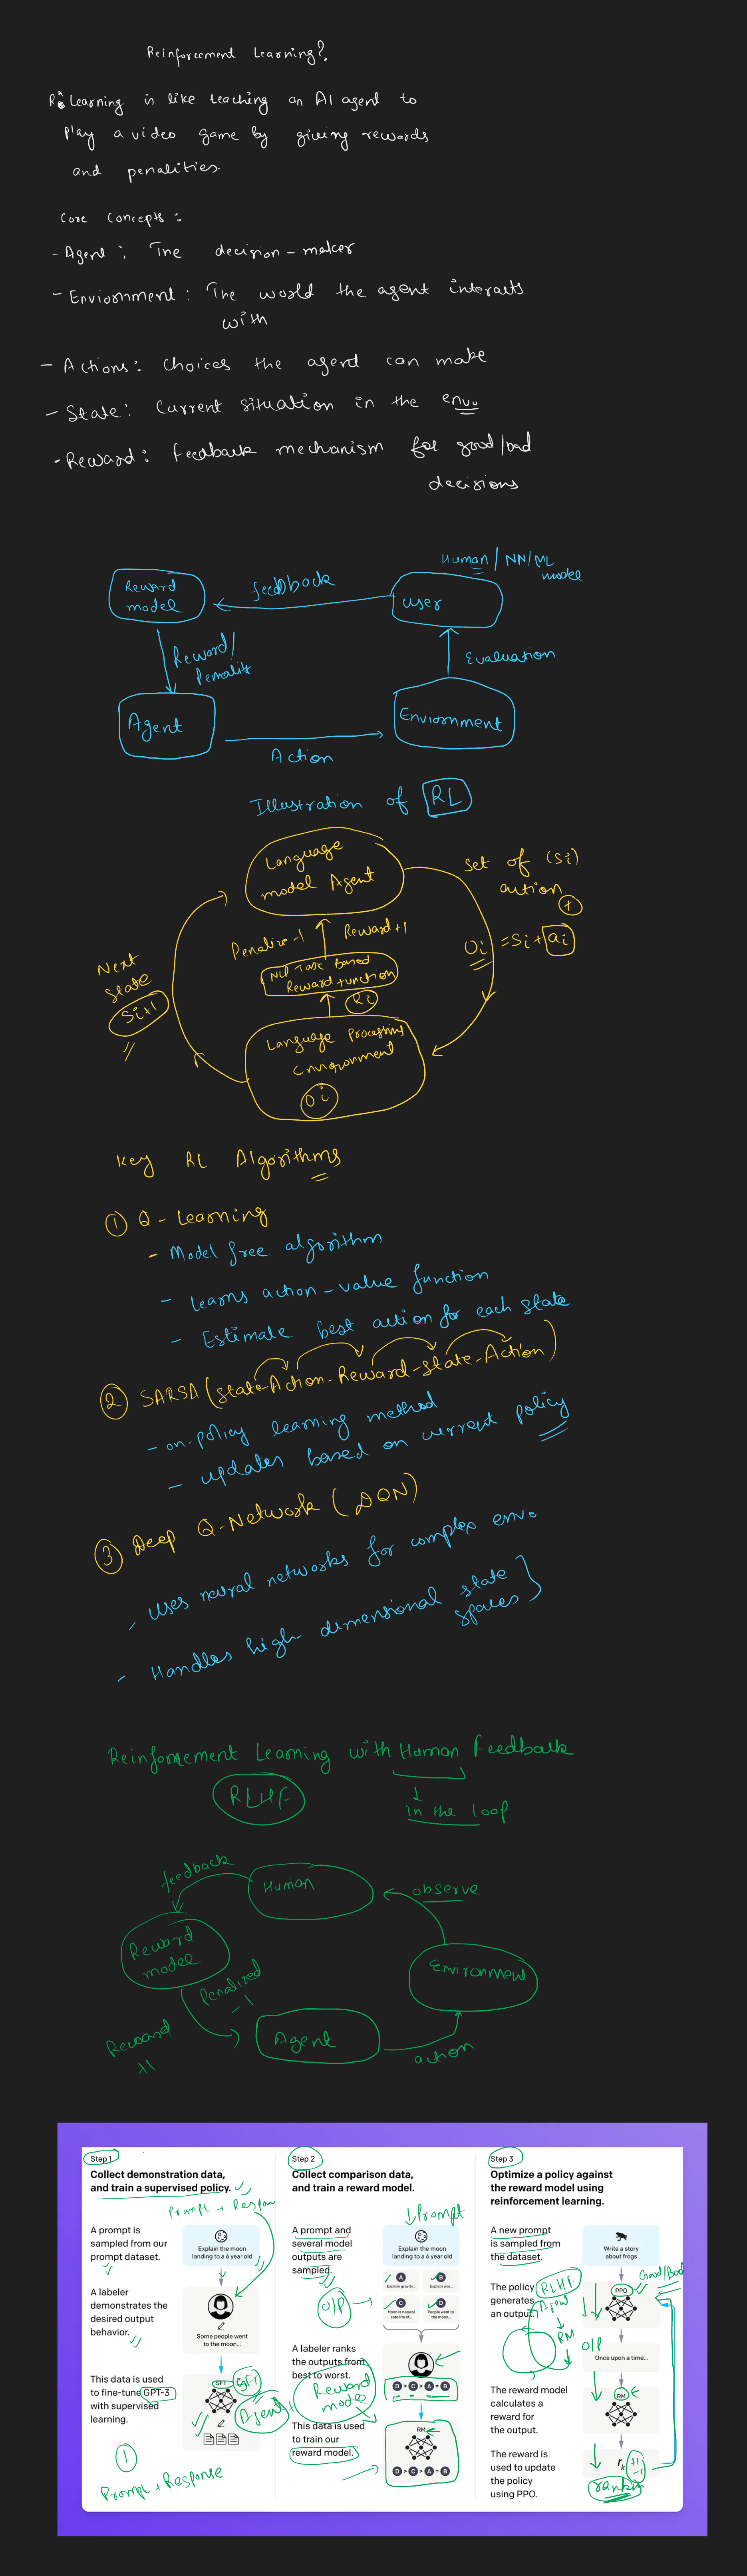 Reinforcement Learning?
R. Learning is like teaching an AI agent to
Play a video game by giving rewards
and penalities
Core Concepts:
- Agent: The decision-maker
- Enviornment: The world the agent interacts
with
- Actions: Choices the agent can make
- State: Current situation in the env.
- Reward: feedback mechanism for good/bad
decisions
Human / NN/ML
model
Reward
model
feedback
user
Reward/
Evaluation
Agent
Enviornment
Action
Illustration of RL
Language
model Agent
Set of (Si)
action
+
Penalize-1
Reward+1
Oi = Si + ai
Next
State
Si+1
NLP Task Based
Reward function
Ri
Language Processing
Environment
Oi
Key RL Algorithms
1 Q-Learning
- Model free algorithm
- Learns action-value function
- Estimate best action for each state
2 SARSA (State-Action-Reward-State-Action)
- on-policy learning method
- updates based on current policy
3 Deep Q-Network (DQN)
- Uses neural networks for complex env.
- Handles high dimensional state
spaces
Reinforcement Learning with Human Feedback
RLHF
in the loop
feedback
Human
observe
Reward
model
Environment
Penalized
-1
Reward
+1
Agent
action
Step 1
Collect demonstration data,
and train a supervised policy.
Prompt + Respon
A prompt is
sampled from our
prompt dataset.
Explain the moon
landing to a 6 year old
A labeler
demonstrates the
desired output
behavior.
Some people went
to the moon...
This data is used
to fine-tune GPT-3
with supervised
learning.
SFT
SFT
Agent
1
Prompt + Response
Step 2
Collect comparison data,
and train a reward model.
Prompt
A prompt and
several model
outputs are
sampled.
Explain the moon
landing to a 6 year old
A
Explain gravity...
B
Explain war...
C
Moon is natural
satellite of...
D
People went to
the moon...
O/P
A labeler ranks
the outputs from
best to worst.
D > C > A = B
Reward
model
This data is used
to train our
reward model.
RM
D > C > A = B
Step 3
Optimize a policy against
the reward model using
reinforcement learning.
A new prompt
is sampled from
the dataset.
Write a story
about frogs
Good/Bad
The policy
generates
an output.
RLHF
Agent
RM
PPO
O/P
Once upon a time...
The reward model
calculates a
reward for
the output.
RM
The reward is
used to update
the policy
using PPO.
rk
+1
-1
rank